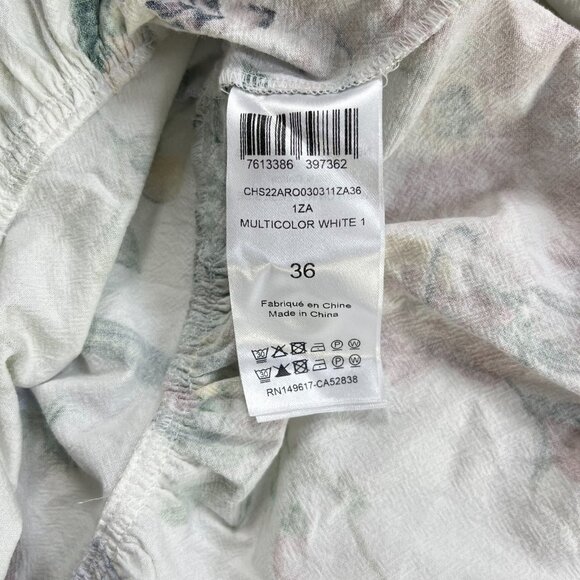 7613386 397362
CHS22ARO030311ZA36
1ZA
MULTICOLOR WHITE 1
36
Fabriqué en Chine
Made in China
RN149617-CA52838